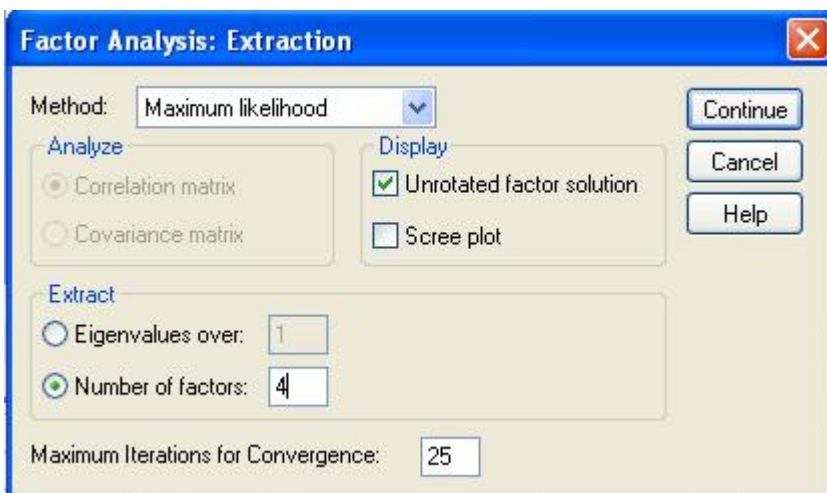 Factor Analysis: Extraction
Method: Maximum likelihood
Continue
Analyze
Display
Correlation matrix
Unrotated factor solution
Cancel
Covariance matrix
Scree plot
Help
Extract
Eigenvalues over: 1
Number of factors: 4
Maximum Iterations for Convergence: 25